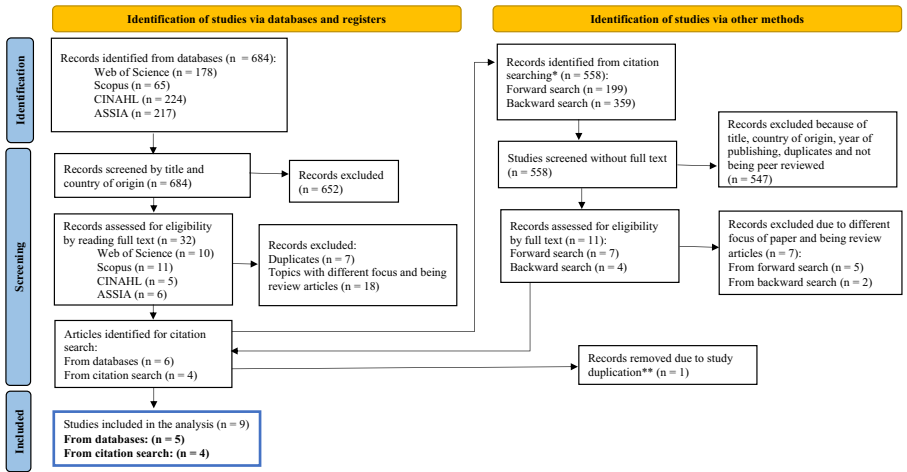 Identification of studies via databases and registers
Identification of studies via other methods
Identification
Screening
Included
Records identified from databases (n = 684):
Web of Science (n = 178)
Scopus (n = 65)
CINAHL (n = 224)
ASSIA (n = 217)
Records screened by title and
country of origin (n = 684)
Records excluded
(n = 652)
Records assessed for eligibility
by reading full text (n = 32)
Web of Science (n = 10)
Scopus (n = 11)
CINAHL (n = 5)
ASSIA (n = 6)
Records excluded:
Duplicates (n = 7)
Topics with different focus and being
review articles (n = 18)
Articles identified for citation
search:
From databases (n = 6)
From citation search (n = 4)
Studies included in the analysis (n = 9)
From databases: (n = 5)
From citation search: (n = 4)
Records identified from citation
searching* (n = 558):
Forward search (n = 199)
Backward search (n = 359)
Studies screened without full text
(n = 558)
Records excluded because of
title, country of origin, year of
publishing, duplicates and not
being peer reviewed
(n = 547)
Records assessed for eligibility
by full text (n = 11):
Forward search (n = 7)
Backward search (n = 4)
Records excluded due to different
focus of paper and being review
articles (n = 7):
From forward search (n = 5)
From backward search (n = 2)
Records removed due to study
duplication** (n = 1)